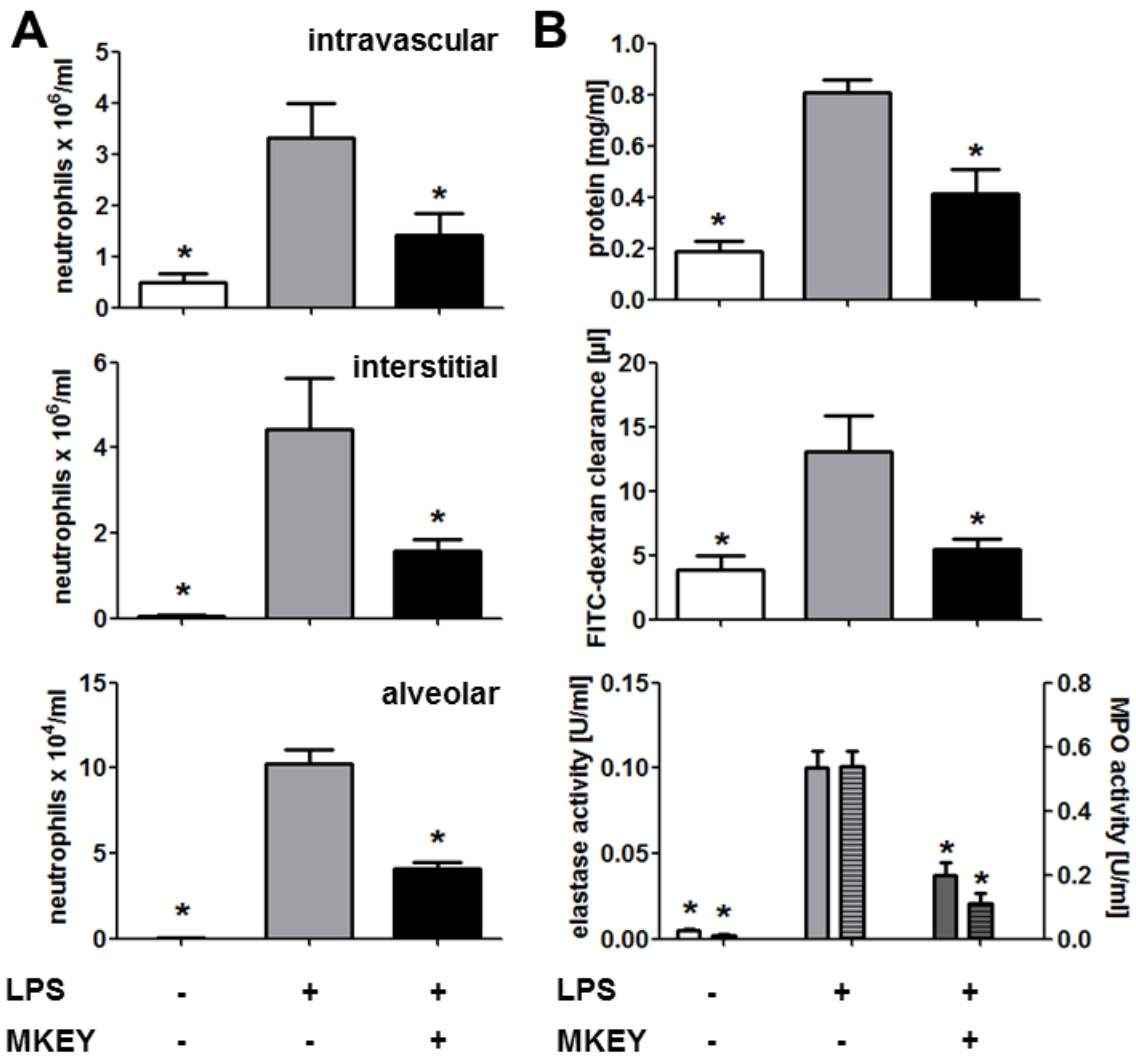 A
intravascular
neutrophils x 10⁶/ml
5
4
3
2
1
0
*
*
interstitial
neutrophils x 10⁶/ml
6
4
2
0
*
*
alveolar
neutrophils x 10⁴/ml
15
10
5
0
*
*
LPS - + +
MKEY - - +
B
protein [mg/ml]
1.0
0.8
0.6
0.4
0.2
0.0
*
*
FITC-dextran clearance [µl]
20
15
10
5
0
*
*
elastase activity [U/ml]
0.15
0.10
0.05
0.00
* *
* *
0.8
0.6
0.4
0.2
0.0
MPO activity [U/ml]
LPS - + +
MKEY - - +